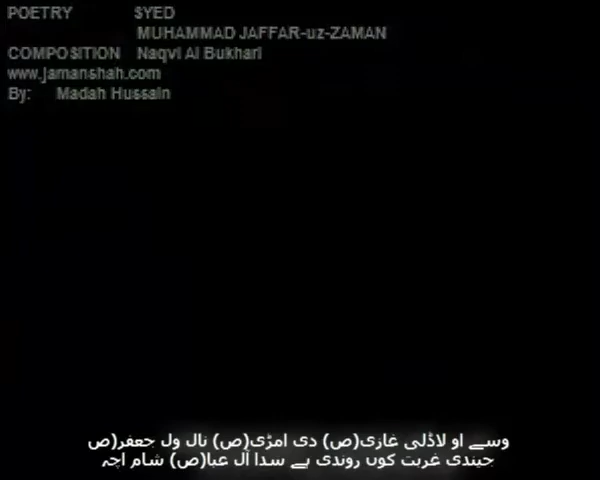 POETRY SYED
MUHAMMAD JAFFAR-uz-ZAMAN
COMPOSITION Naqvi Al Bukhari
www.jamanshah.com
By: Madah Hussain
وسے او لاڈلی غازی(ص) دی امڑی(ص) نال ول جعفر(ص)
جیندی غربت کوں روندی ہے سدا آل عبا(ص) شام اچہ